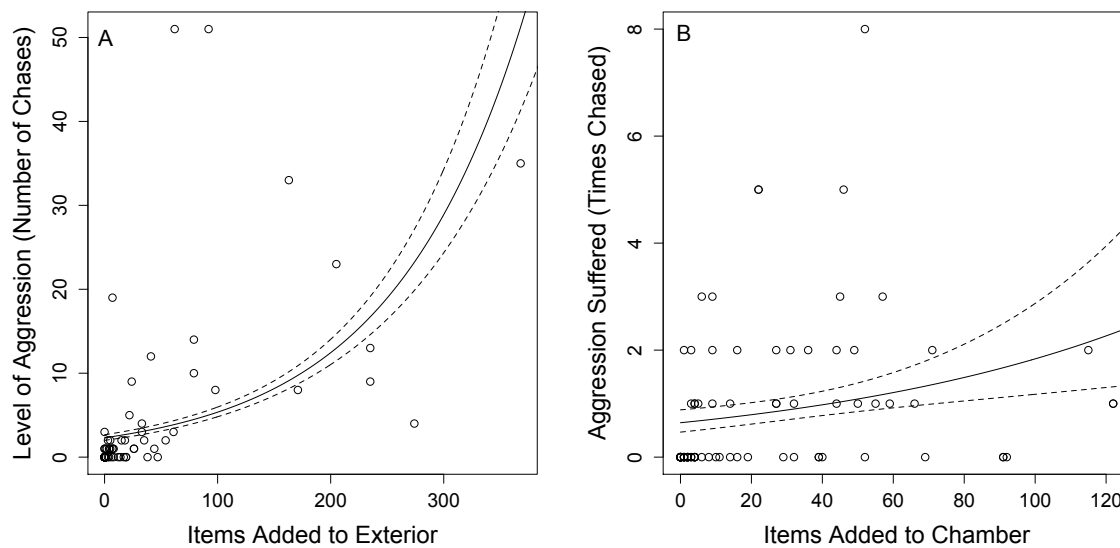 A
Level of Aggression (Number of Chases)
50
40
30
20
10
0
0 100 200 300
Items Added to Exterior
B
Aggression Suffered (Times Chased)
8
6
4
2
0
0 20 40 60 80 100 120
Items Added to Chamber